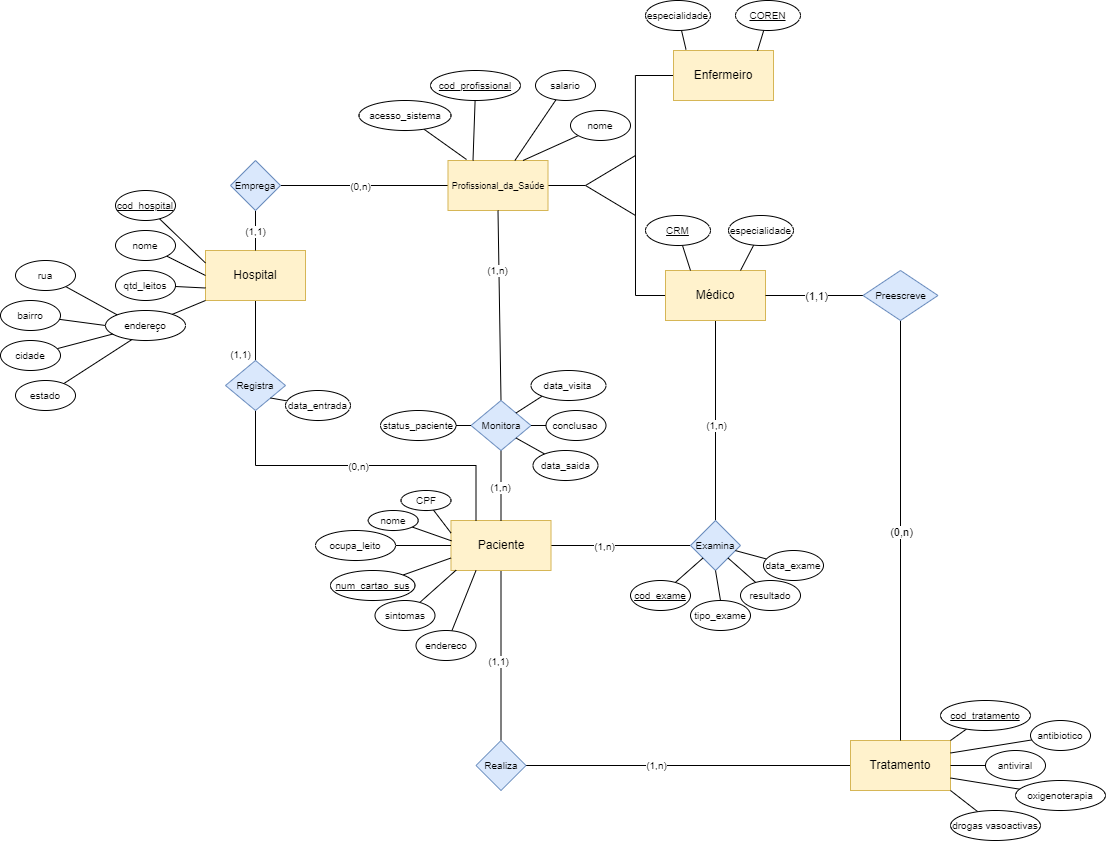 especialidade
COREN
Enfermeiro
cod_profissional
salario
acesso_sistema
nome
Emprega
(0,n)
Profissional_da_Saúde
cod_hospital
(1,1)
nome
CRM
especialidade
rua
Hospital
(1,n)
qtd_leitos
Médico
(1,1)
Preescreve
bairro
endereço
cidade
(1,1)
estado
Registra
data_entrada
data_visita
status_paciente
Monitora
conclusao
(1,n)
(0,n)
data_saida
(1,n)
CPF
nome
ocupa_leito
Paciente
(1,n)
Examina
(0,n)
data_exame
num_cartao_sus
cod_exame
resultado
sintomas
tipo_exame
endereco
(1,1)
cod_tratamento
antibiotico
Realiza
(1,n)
Tratamento
antiviral
oxigenoterapia
drogas vasoactivas